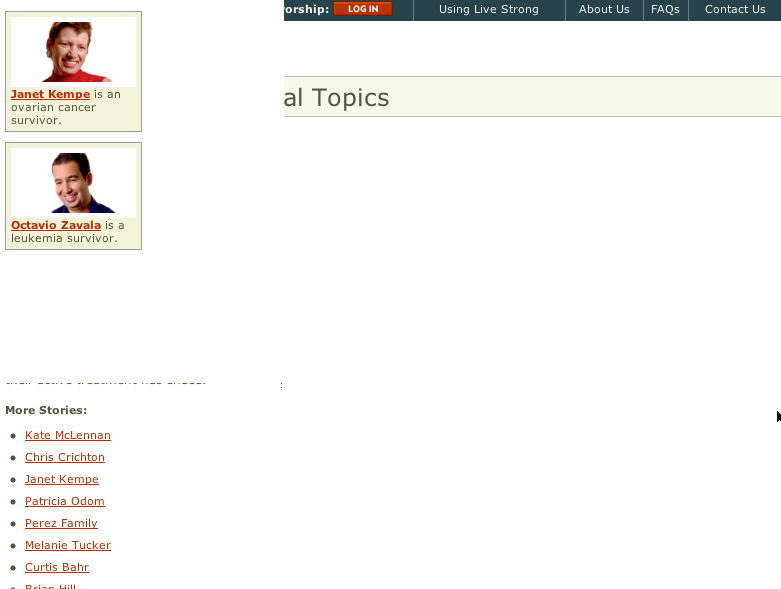 orship: LOG IN Using Live Strong About Us FAQs Contact Us
al Topics
Janet Kempe is an
ovarian cancer
survivor.
Octavio Zavala is a
leukemia survivor.
More Stories:
Kate McLennan
Chris Crichton
Janet Kempe
Patricia Odom
Perez Family
Melanie Tucker
Curtis Bahr
Brian Hill